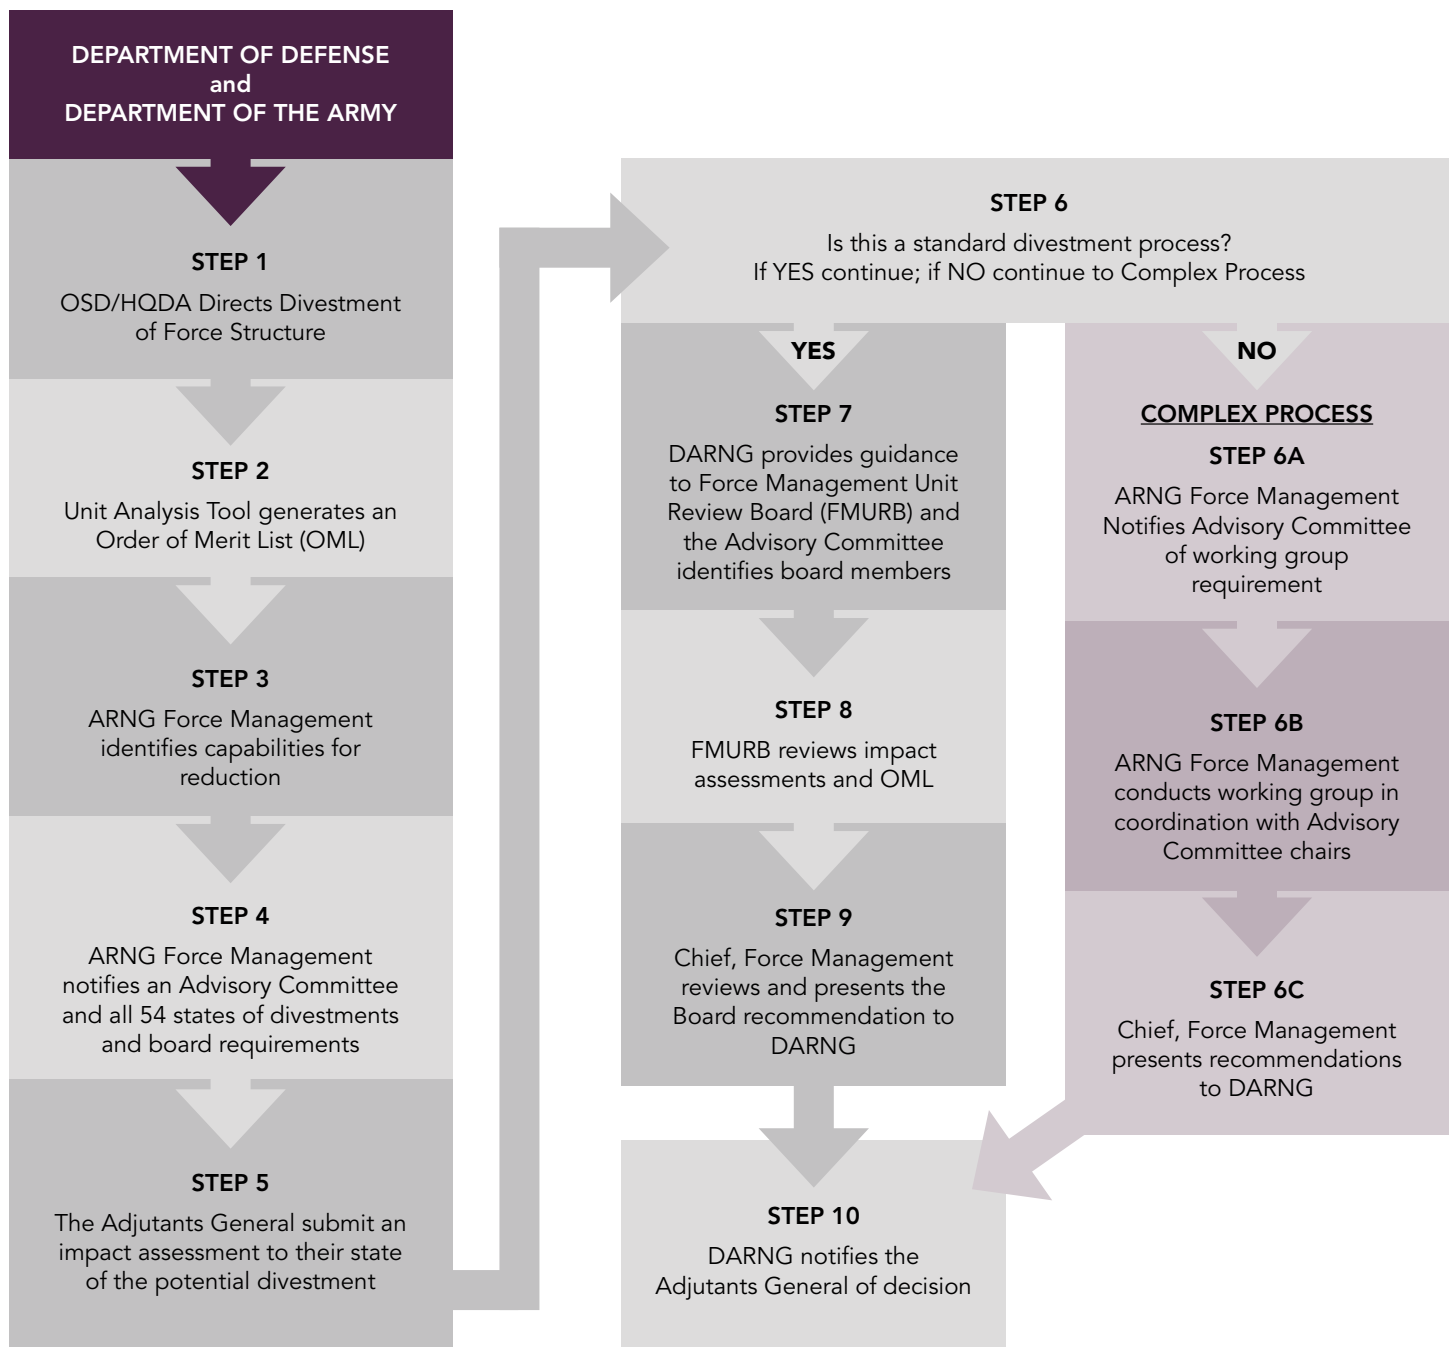 DEPARTMENT OF DEFENSE
and
DEPARTMENT OF THE ARMY
STEP 1
OSD/HQDA Directs Divestment
of Force Structure
STEP 2
Unit Analysis Tool generates an
Order of Merit List (OML)
STEP 3
ARNG Force Management
identifies capabilities for
reduction
STEP 4
ARNG Force Management
notifies an Advisory Committee
and all 54 states of divestments
and board requirements
STEP 5
The Adjutants General submit an
impact assessment to their state
of the potential divestment
STEP 6
Is this a standard divestment process?
If YES continue; if NO continue to Complex Process
YES
STEP 7
DARNG provides guidance
to Force Management Unit
Review Board (FMURB) and
the Advisory Committee
identifies board members
STEP 8
FMURB reviews impact
assessments and OML
STEP 9
Chief, Force Management
reviews and presents the
Board recommendation to
DARNG
NO
COMPLEX PROCESS
STEP 6A
ARNG Force Management
Notifies Advisory Committee
of working group
requirement
STEP 6B
ARNG Force Management
conducts working group in
coordination with Advisory
Committee chairs
STEP 6C
Chief, Force Management
presents recommendations
to DARNG
STEP 10
DARNG notifies the
Adjutants General of decision